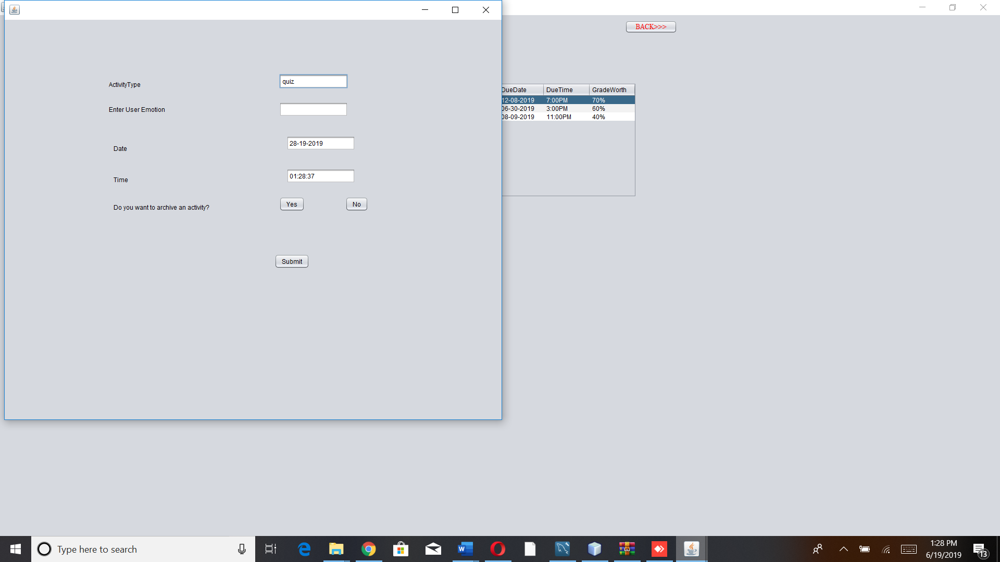 BACK>>>
ActivityType
quiz
Enter User Emotion
Date
28-19-2019
Time
01:28:37
Do you want to archive an activity?
Yes
No
Submit
DueDate DueTime GradeWorth
12-08-2019 7:00PM 70%
06-30-2019 3:00PM 60%
08-09-2019 11:00PM 40%
Type here to search
1:28 PM
6/19/2019
13